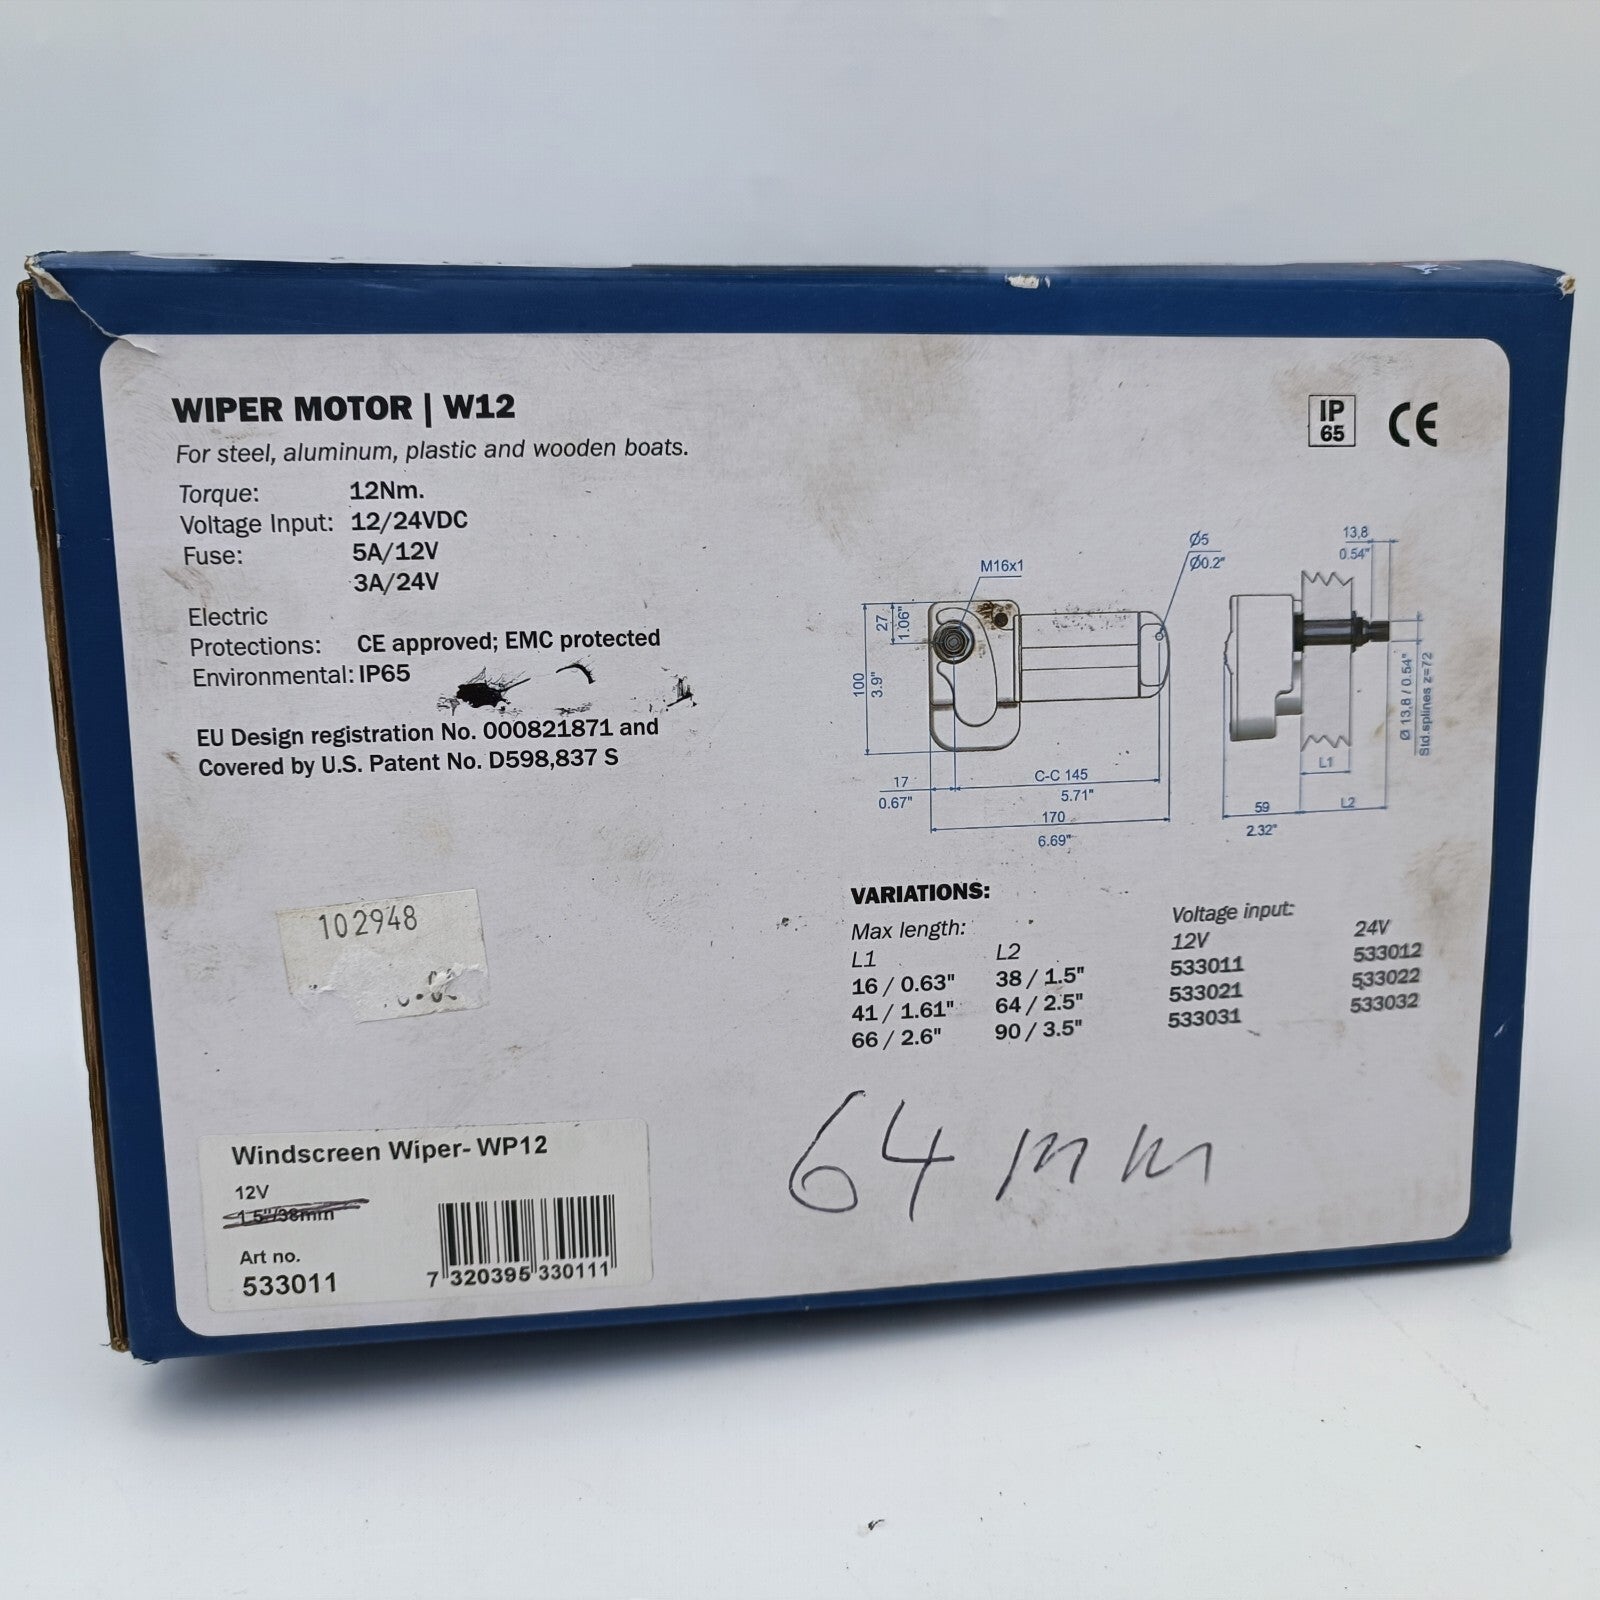 WIPER MOTOR | W12
For steel, aluminum, plastic and wooden boats.
Torque: 12Nm.
Voltage Input: 12/24VDC
Fuse: 5A/12V
3A/24V
Electric
Protections: CE approved; EMC protected
Environmental: IP65
EU Design registration No. 000821871 and
Covered by U.S. Patent No. D598,837 S
IP
65
CE
M16x1
Ø5
Ø0.2"
13,8
0.54"
27
1.06"
100
3.9"
17
0.67"
C-C 145
5.71"
170
6.69"
59
2.32"
L1
L2
Ø 13,8 / 0.54"
Std.splines z=72
102948
VARIATIONS:
Max length: Voltage input:
L1 L2 12V 24V
16 / 0.63" 38 / 1.5" 533011 533012
41 / 1.61" 64 / 2.5" 533021 533022
66 / 2.6" 90 / 3.5" 533031 533032
64 mm
Windscreen Wiper- WP12
12V
1.5"/38mm
Art no.
533011
7 320395 330111